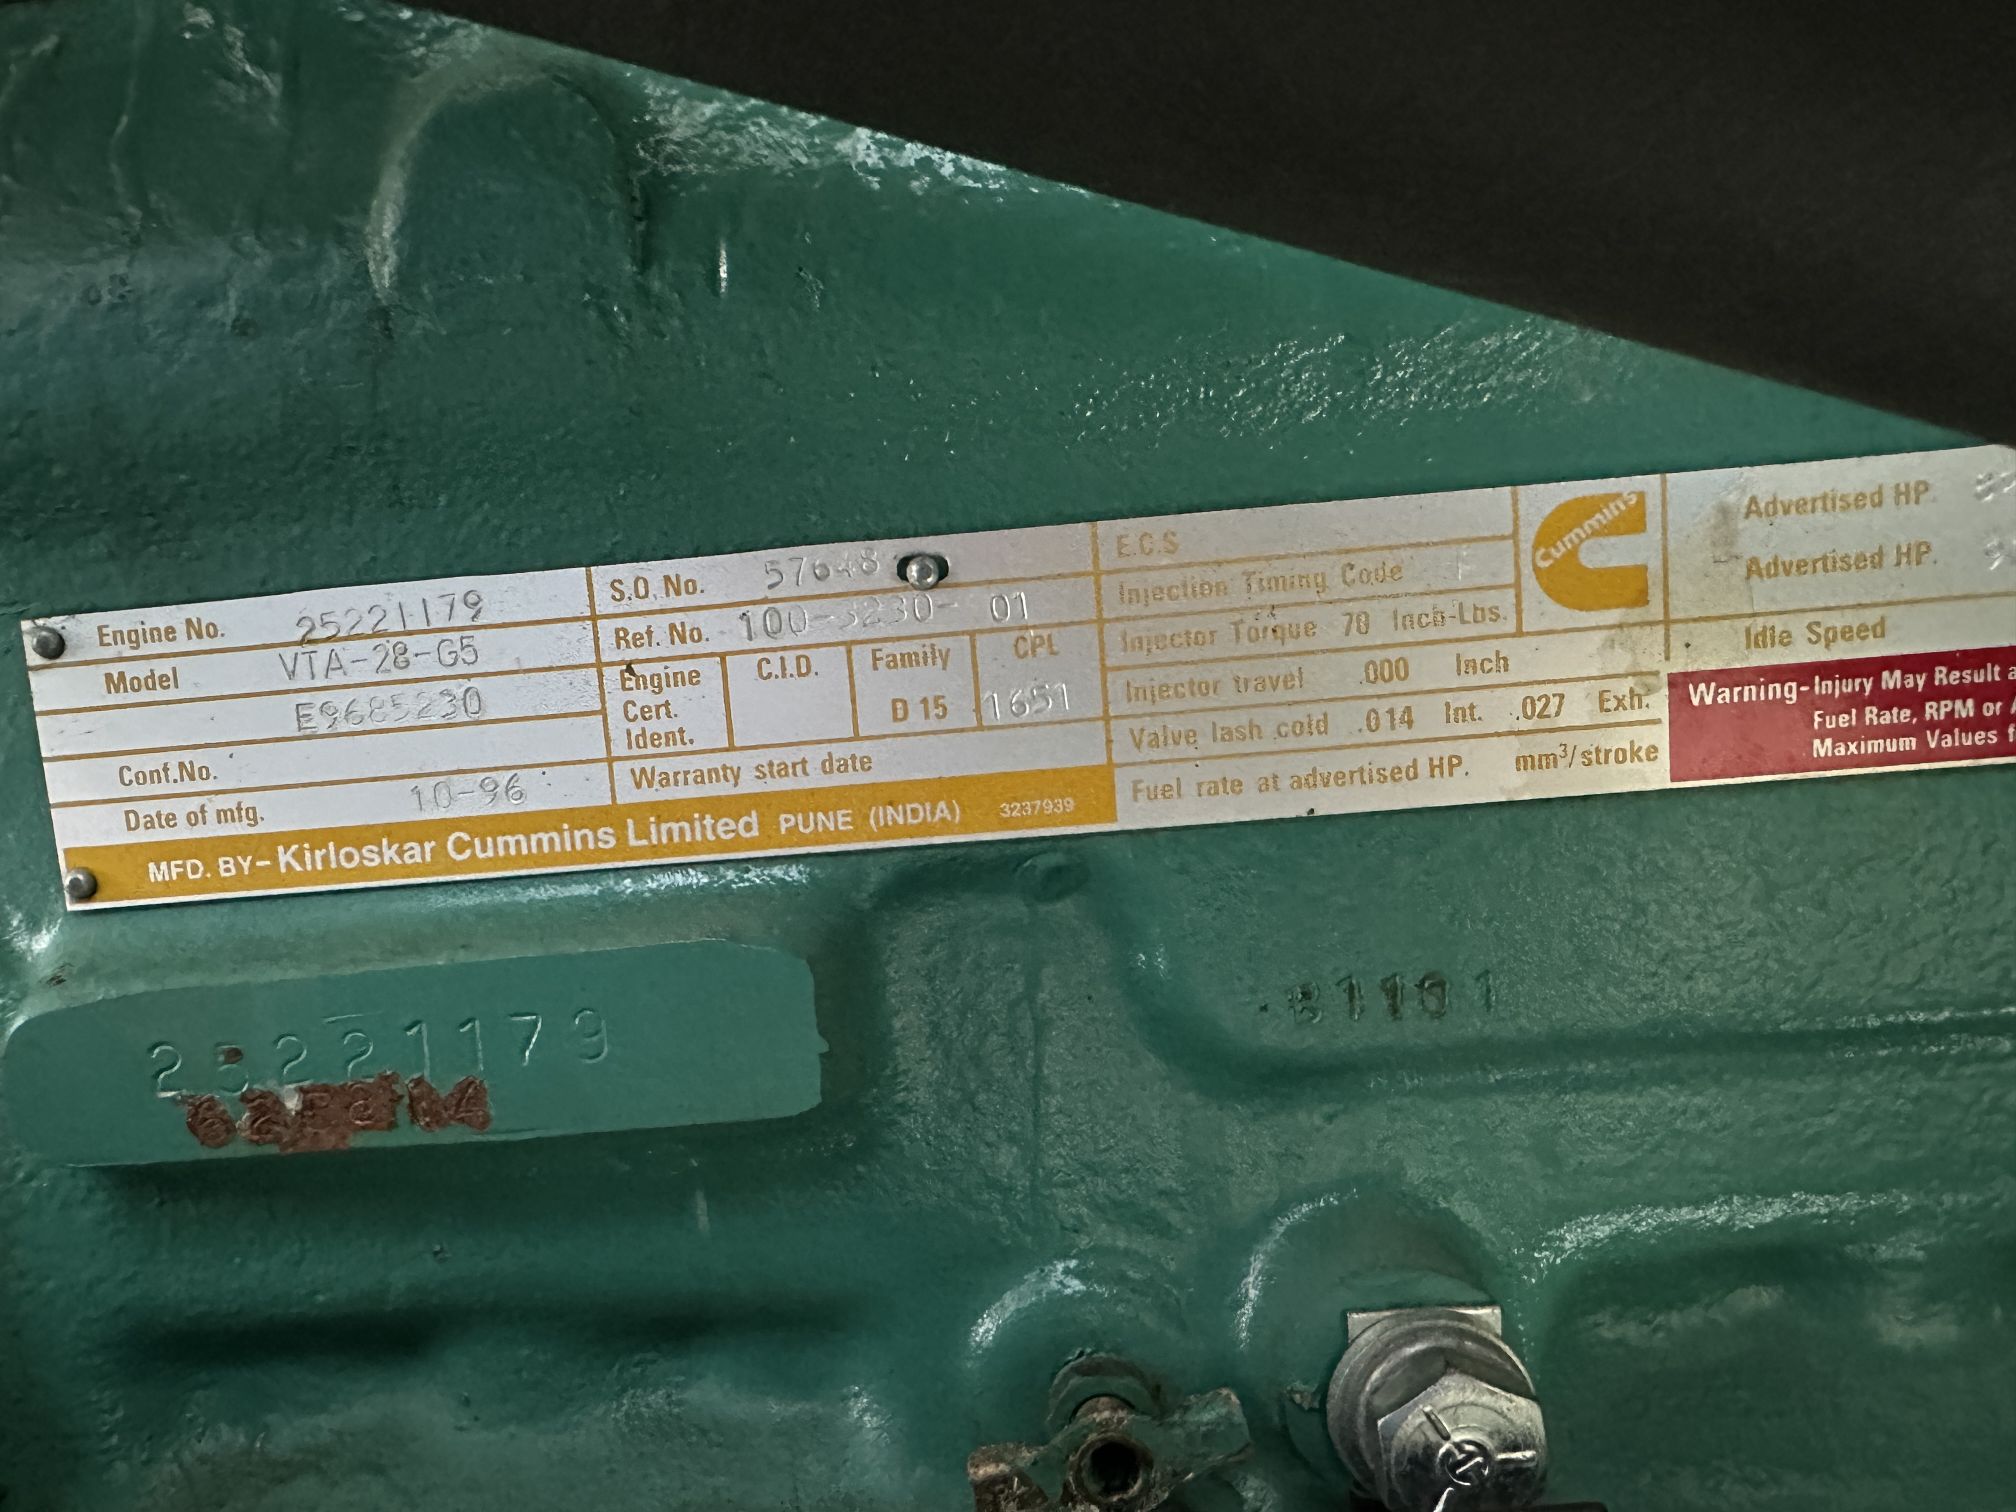 Engine No. 25221179
Model VTA-28-G5
E9685230
Conf.No.
Date of mfg. 10-96
S.O. No.
Ref. No. 100-3230- 01
Engine Cert. Ident.
C.I.D.
Family
D 15
CPL
1651
Warranty start date
MFD. BY- Kirloskar Cummins Limited PUNE (INDIA) 3237939
E.C.S
Injection Timing Code
Injector Torque 70 Inch-Lbs.
Injector travel .000 Inch
Valve lash cold .014 Int. .027 Exh.
Fuel rate at advertised HP. mm³/stroke
Cummins
Advertised HP.
Advertised HP.
Idle Speed
Warning- Injury May Result
Fuel Rate, RPM or
Maximum Values
25221179